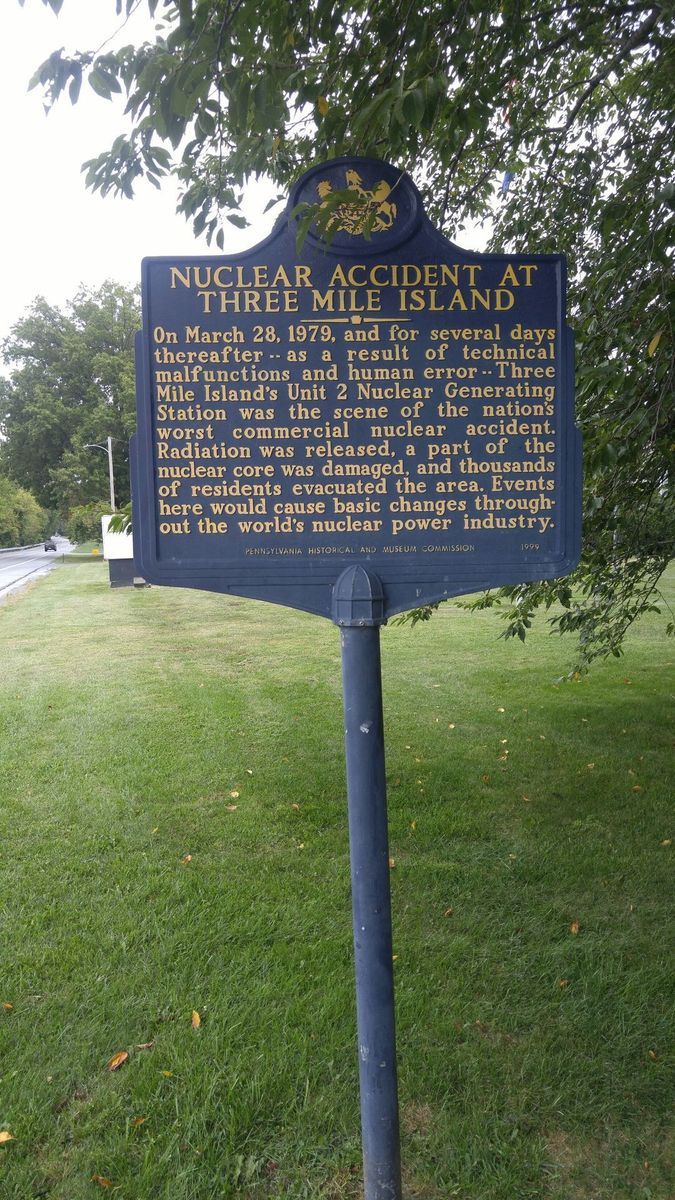 NUCLEAR ACCIDENT AT
THREE MILE ISLAND
On March 28, 1979, and for several days
thereafter -- as a result of technical
malfunctions and human error -- Three
Mile Island's Unit 2 Nuclear Generating
Station was the scene of the nation's
worst commercial nuclear accident.
Radiation was released, a part of the
nuclear core was damaged, and thousands
of residents evacuated the area. Events
here would cause basic changes through-
out the world's nuclear power industry.
PENNSYLVANIA HISTORICAL AND MUSEUM COMMISSION 1999